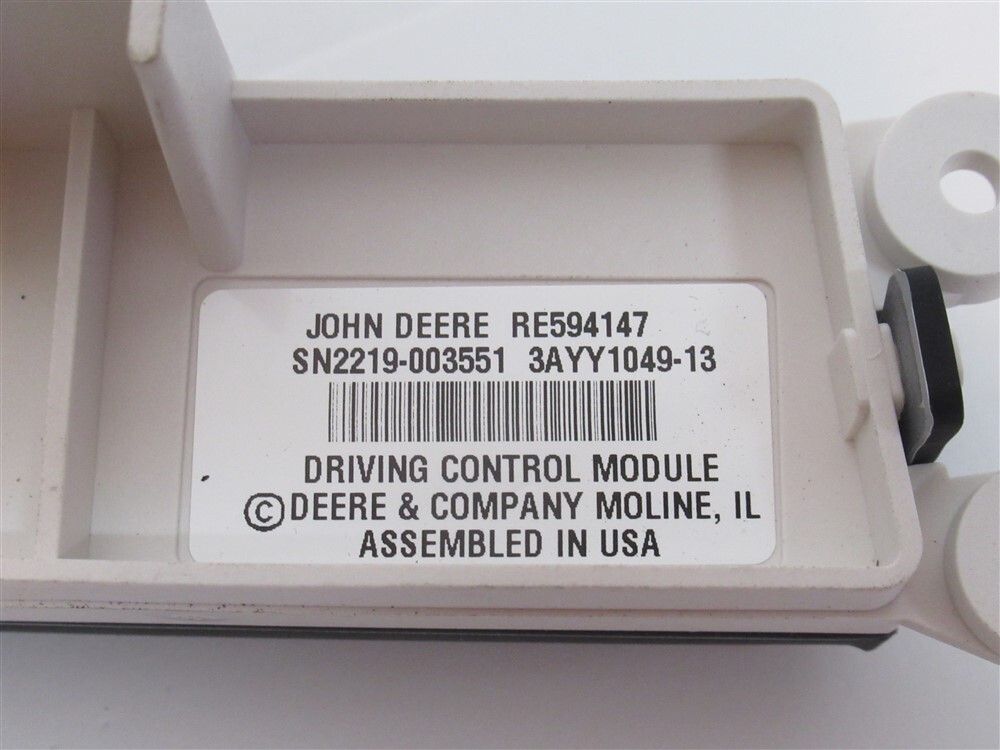 JOHN DEERE RE594147
SN2219-003551 3AYY1049-13
DRIVING CONTROL MODULE
©DEERE & COMPANY MOLINE, IL
ASSEMBLED IN USA